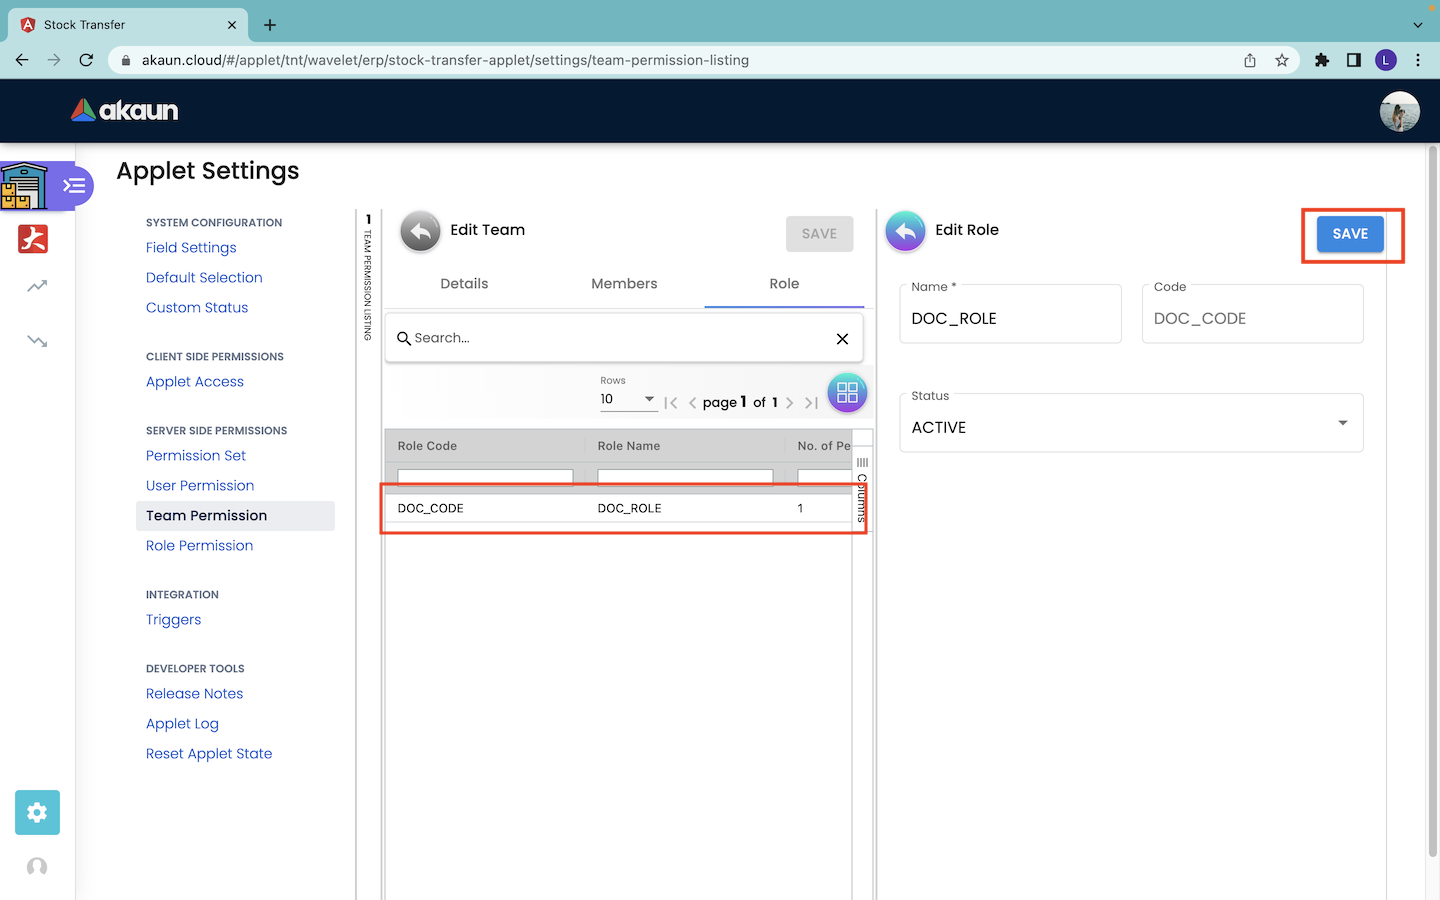 Stock Transfer
akaun.cloud/#/applet/tnt/wavelet/erp/stock-transfer-applet/settings/team-permission-listing
L
akaun
Applet Settings
SYSTEM CONFIGURATION
Field Settings
Default Selection
Custom Status
CLIENT SIDE PERMISSIONS
Applet Access
SERVER SIDE PERMISSIONS
Permission Set
User Permission
Team Permission
Role Permission
INTEGRATION
Triggers
DEVELOPER TOOLS
Release Notes
Applet Log
Reset Applet State
1 TEAM PERMISSION LISTING
Edit Team
SAVE
Details Members Role
Search...
Rows
10
page 1 of 1
Role Code Role Name No. of Pe
Columns
DOC_CODE DOC_ROLE 1
Edit Role
SAVE
Name *
DOC_ROLE
Code
DOC_CODE
Status
ACTIVE